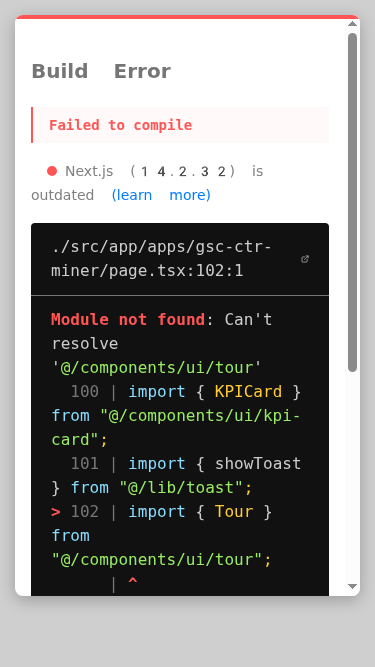 Build Error
Failed to compile
Next.js (14.2.32) is
outdated (learn more)
./src/app/apps/gsc-ctr-
miner/page.tsx:102:1
Module not found: Can't
resolve
'@/components/ui/tour'
100 | import { KPICard }
from "@/components/ui/kpi-
card";
101 | import { showToast
} from "@/lib/toast";
> 102 | import { Tour }
from
"@/components/ui/tour";
| ^